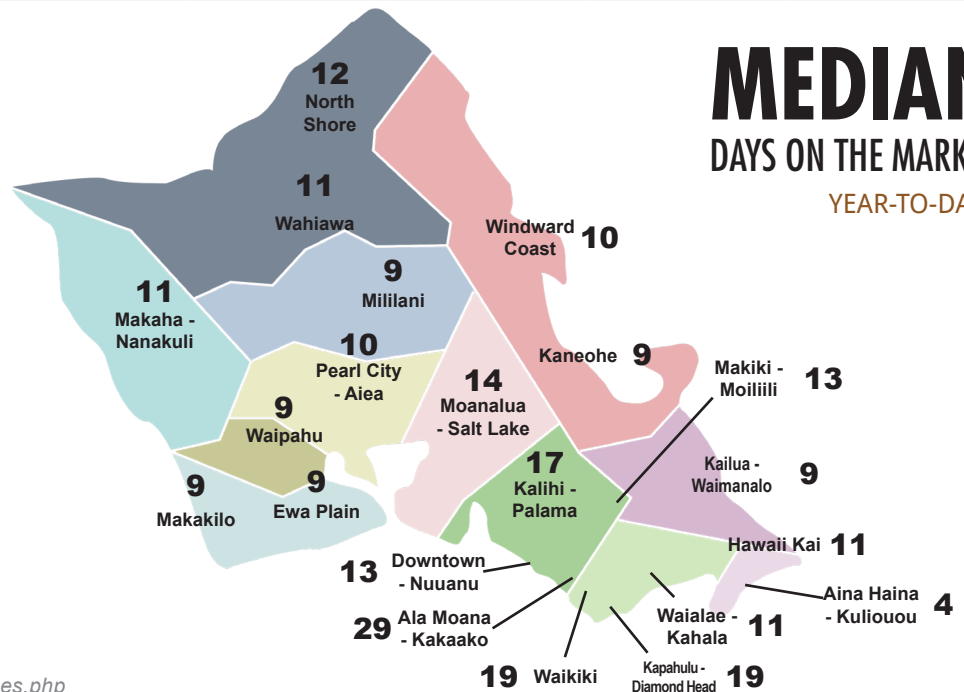 MEDIAN
DAYS ON THE MARK
YEAR-TO-DA
12
North
Shore
11
Wahiawa
Windward
Coast 10
9
Mililani
11
Makaha -
Nanakuli
10
Pearl City
- Aiea
Kaneohe 9
14
Moanalua
- Salt Lake
Makiki -
Moiliili 13
9
Waipahu
17
Kalihi -
Palama
Kailua -
Waimanalo 9
9
Makakilo
9
Ewa Plain
Hawaii Kai 11
13 Downtown
- Nuuanu
Aina Haina
- Kuliouou 4
29 Ala Moana
- Kakaako
Waialae -
Kahala 11
19 Waikiki
Kapahulu -
Diamond Head 19
es.php